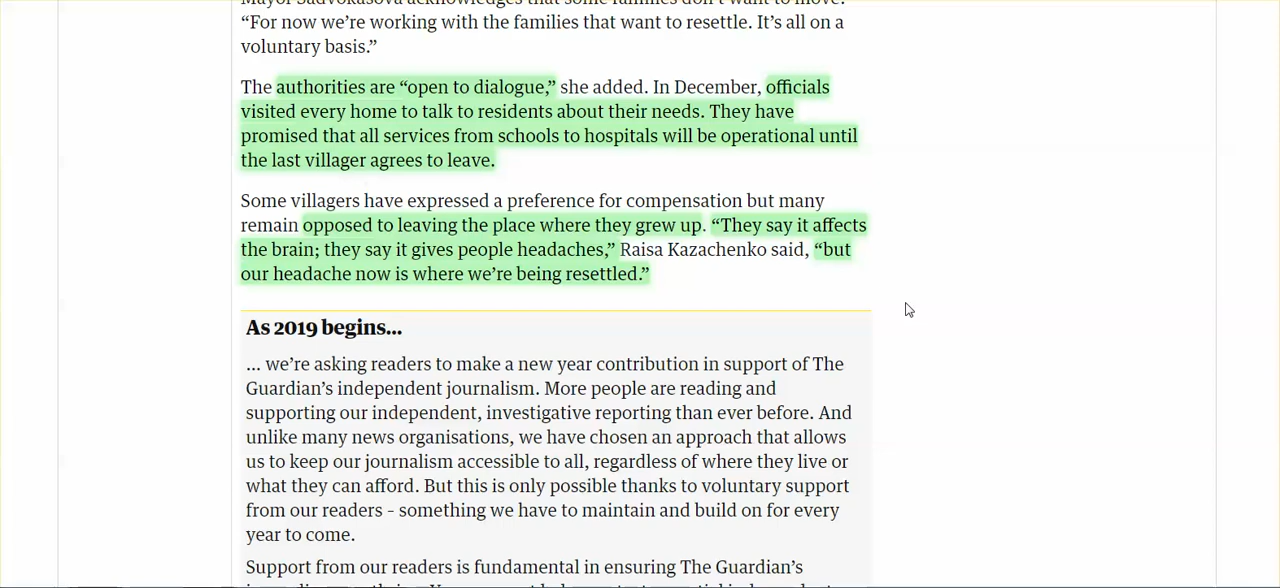 “For now we’re working with the families that want to resettle. It’s all on a
voluntary basis.”
The authorities are “open to dialogue,” she added. In December, officials
visited every home to talk to residents about their needs. They have
promised that all services from schools to hospitals will be operational until
the last villager agrees to leave.
Some villagers have expressed a preference for compensation but many
remain opposed to leaving the place where they grew up. “They say it affects
the brain; they say it gives people headaches,” Raisa Kazachenko said, “but
our headache now is where we’re being resettled.”
As 2019 begins…
… we’re asking readers to make a new year contribution in support of The
Guardian’s independent journalism. More people are reading and
supporting our independent, investigative reporting than ever before. And
unlike many news organisations, we have chosen an approach that allows
us to keep our journalism accessible to all, regardless of where they live or
what they can afford. But this is only possible thanks to voluntary support
from our readers – something we have to maintain and build on for every
year to come.
Support from our readers is fundamental in ensuring The Guardian’s